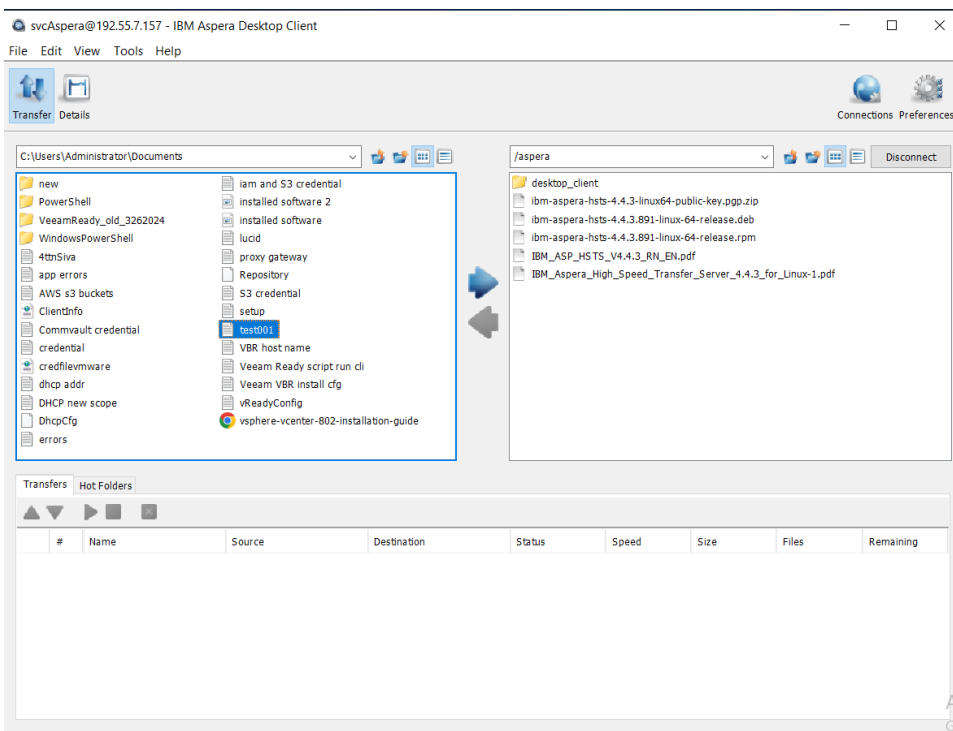 svcAspera@192.55.7.157 - IBM Aspera Desktop Client
File Edit View Tools Help
Transfer Details
Connections Preferences
C:\Users\Administrator\Documents
new
PowerShell
VeeamReady_old_3262024
WindowsPowerShell
4ttnSiva
app errors
AWS s3 buckets
ClientInfo
Commvault credential
credential
credfilevmware
dhcp addr
DHCP new scope
DhcpCfg
errors
iam and S3 credential
installed software 2
installed software
lucid
proxy gateway
Repository
S3 credential
setup
test001
VBR host name
Veeam Ready script run cli
Veeam VBR install cfg
vReadyConfig
vsphere-vcenter-802-installation-guide
/aspera
Disconnect
desktop_client
ibm-aspera-hsts-4.4.3-linux64-public-key.pgp.zip
ibm-aspera-hsts-4.4.3.891-linux-64-release.deb
ibm-aspera-hsts-4.4.3.891-linux-64-release.rpm
IBM_ASP_HSTS_V4.4.3_RN_EN.pdf
IBM_Aspera_High_Speed_Transfer_Server_4.4.3_for_Linux-1.pdf
Transfers Hot Folders
# Name Source Destination Status Speed Size Files Remaining